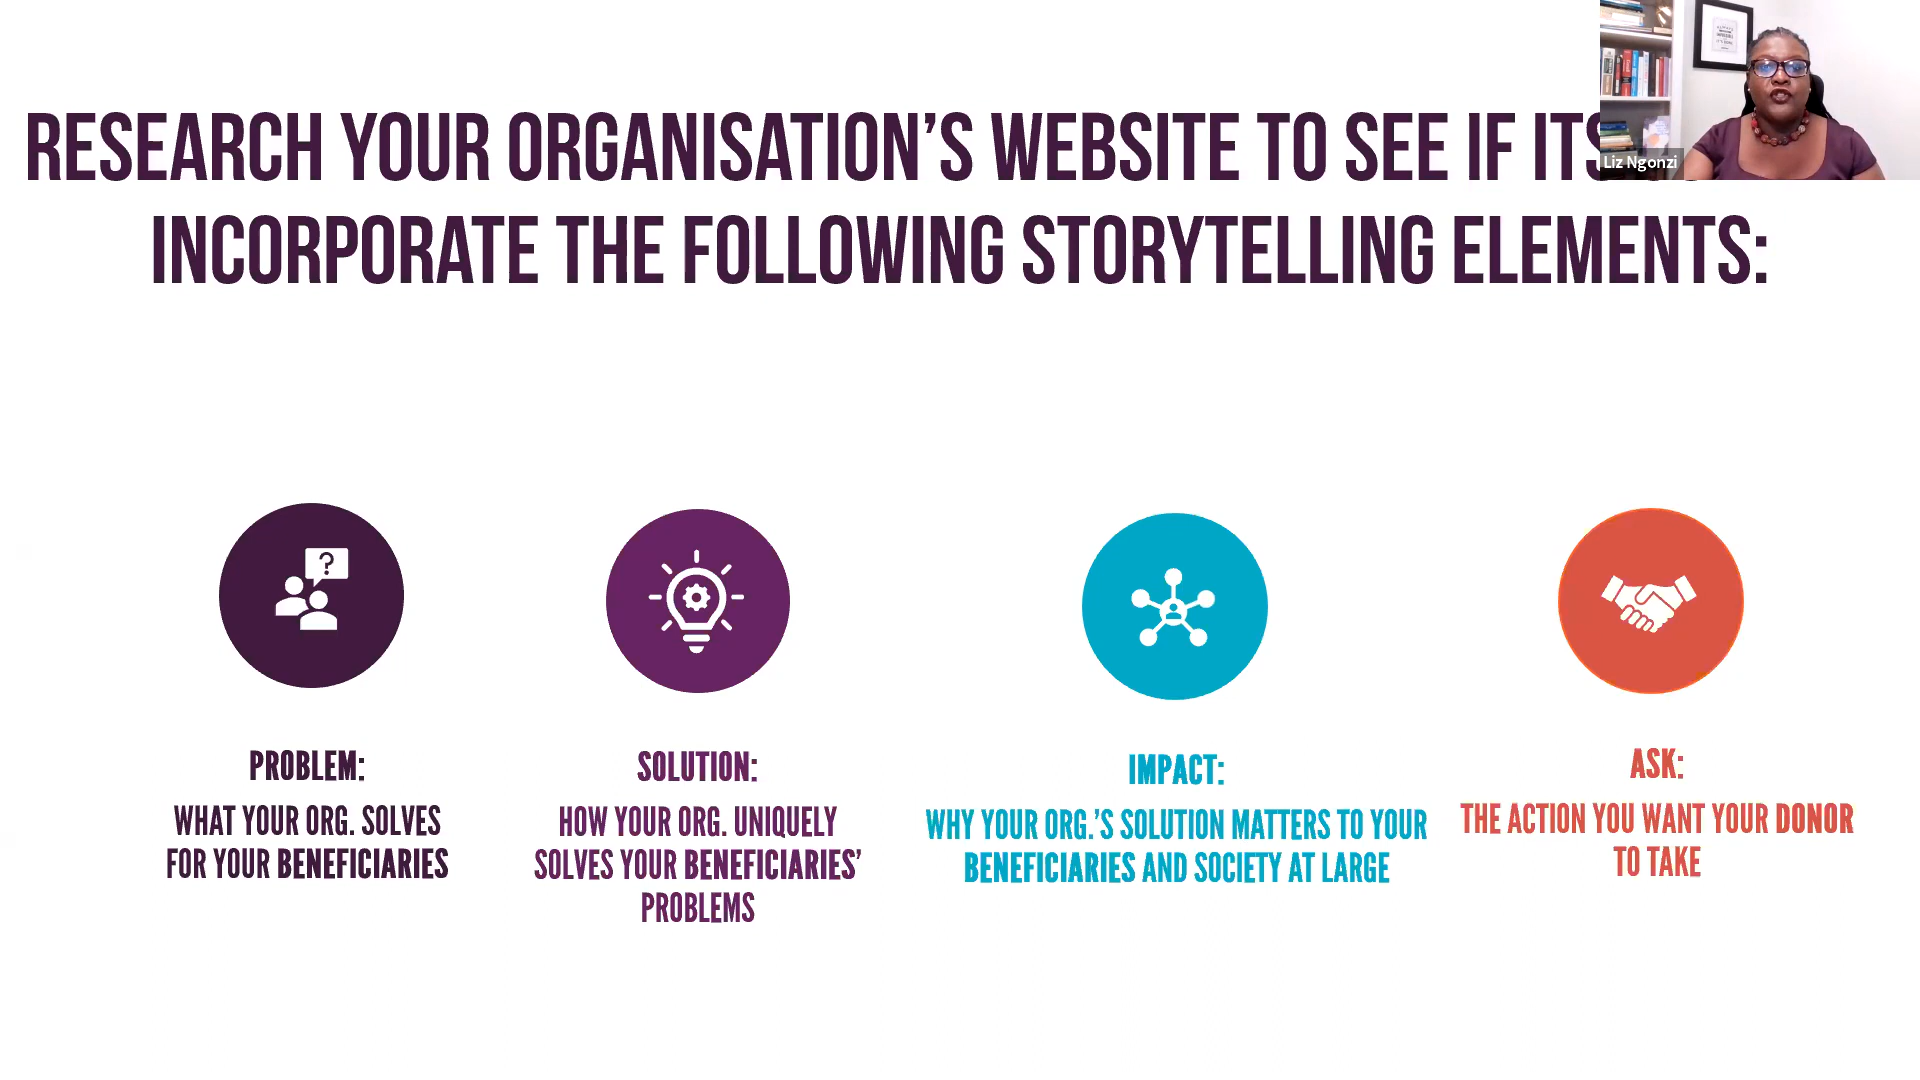 RESEARCH YOUR ORGANISATION’S WEBSITE TO SEE IF ITS
INCORPORATE THE FOLLOWING STORYTELLING ELEMENTS:
Liz Ngonzi
?
PROBLEM:
WHAT YOUR ORG. SOLVES
FOR YOUR BENEFICIARIES
SOLUTION:
HOW YOUR ORG. UNIQUELY
SOLVES YOUR BENEFICIARIES’
PROBLEMS
IMPACT:
WHY YOUR ORG.’S SOLUTION MATTERS TO YOUR
BENEFICIARIES AND SOCIETY AT LARGE
ASK:
THE ACTION YOU WANT YOUR DONOR
TO TAKE